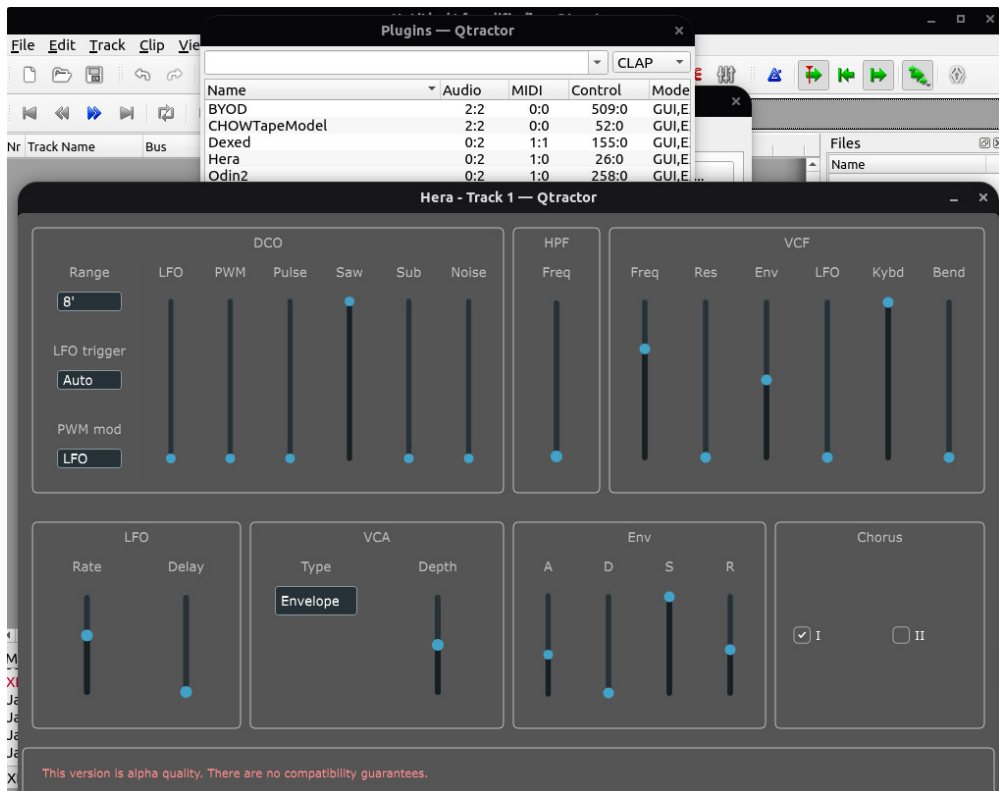 Plugins — Qtractor
File Edit Track Clip Vie
CLAP
Name Audio MIDI Control Mode
BYOD 2:2 0:0 509:0 GUI,E
CHOWTapeModel 2:2 0:0 52:0 GUI,E
Dexed 0:2 1:1 155:0 GUI,E
Hera 0:2 1:0 26:0 GUI,E
Odin2 0:2 1:0 258:0 GUI,E
Nr Track Name Bus
Files
Name
Hera - Track 1 — Qtractor
DCO
Range LFO PWM Pulse Saw Sub Noise
8'
LFO trigger
Auto
PWM mod
LFO
HPF
Freq
VCF
Freq Res Env LFO Kybd Bend
LFO
Rate Delay
VCA
Type Depth
Envelope
Env
A D S R
Chorus
I II
This version is alpha quality. There are no compatibility guarantees.